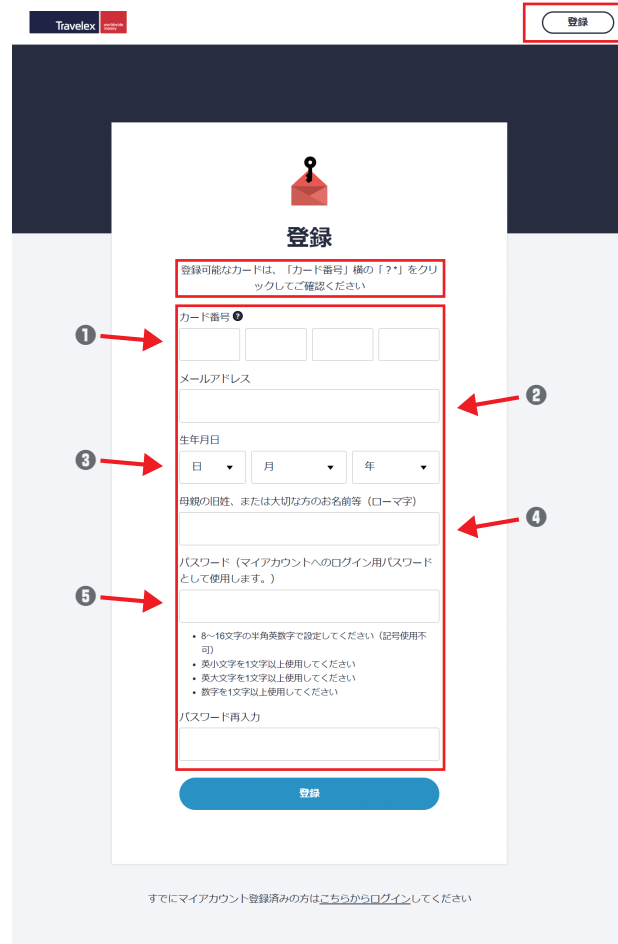 Travelex worldwide money
登録
登録
登録可能なカードは、「カード番号」横の「?*」をクリ
ックしてご確認ください
カード番号 ?
1
メールアドレス
2
生年月日
3
日 月 年
母親の旧姓、または大切な方のお名前等（ローマ字）
4
パスワード（マイアカウントへのログイン用パスワード
として使用します。）
5
• 8～16文字の半角英数字で設定してください（記号使用不
可）
• 英小文字を1文字以上使用してください
• 英大文字を1文字以上使用してください
• 数字を1文字以上使用してください
パスワード再入力
登録
すでにマイアカウント登録済みの方はこちらからログインしてください